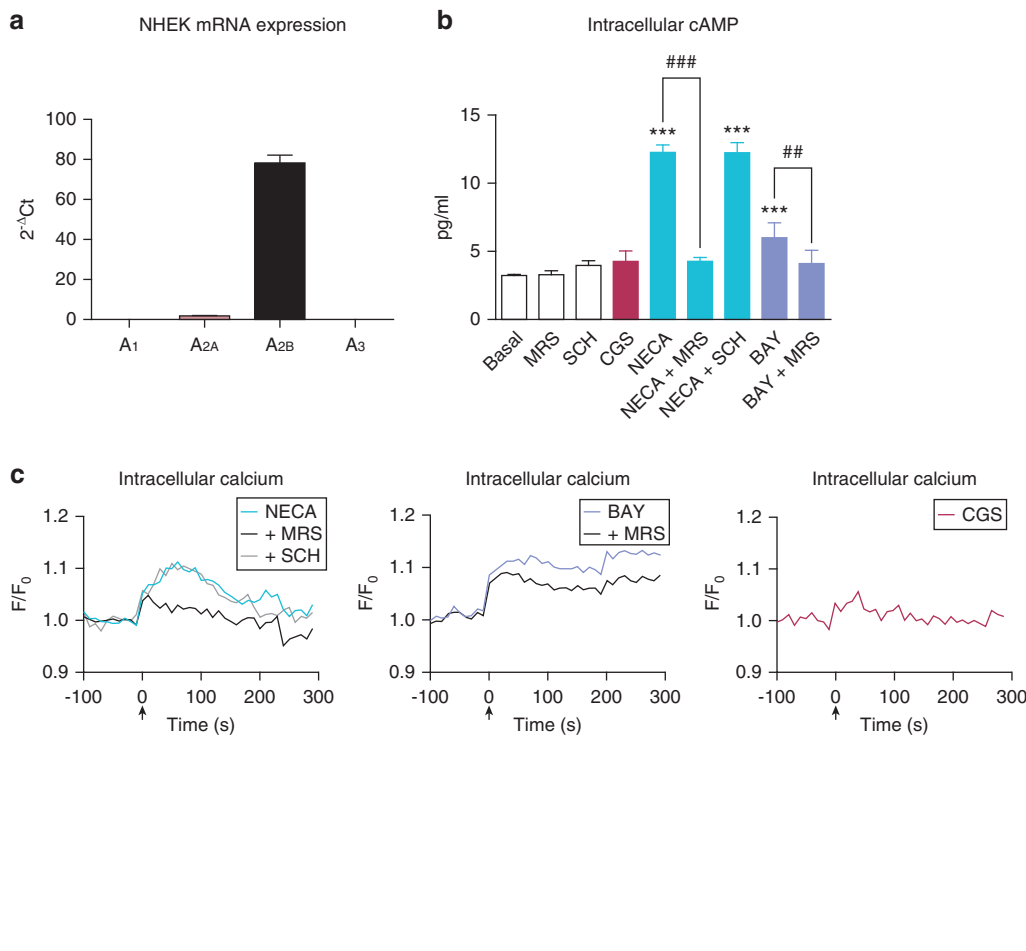 a
NHEK mRNA expression
100
80
60
40
20
0
2-ΔCt
A1
A2A
A2B
A3
b
Intracellular cAMP
###
***
***
##
***
15
10
5
0
pg/ml
Basal
MRS
SCH
CGS
NECA
NECA + MRS
NECA + SCH
BAY
BAY + MRS
c
Intracellular calcium
NECA
+ MRS
+ SCH
1.2
1.1
1.0
0.9
F/F0
-100 0 100 200 300
Time (s)
Intracellular calcium
BAY
+ MRS
1.2
1.1
1.0
0.9
F/F0
-100 0 100 200 300
Time (s)
Intracellular calcium
CGS
1.2
1.1
1.0
0.9
F/F0
-100 0 100 200 300
Time (s)